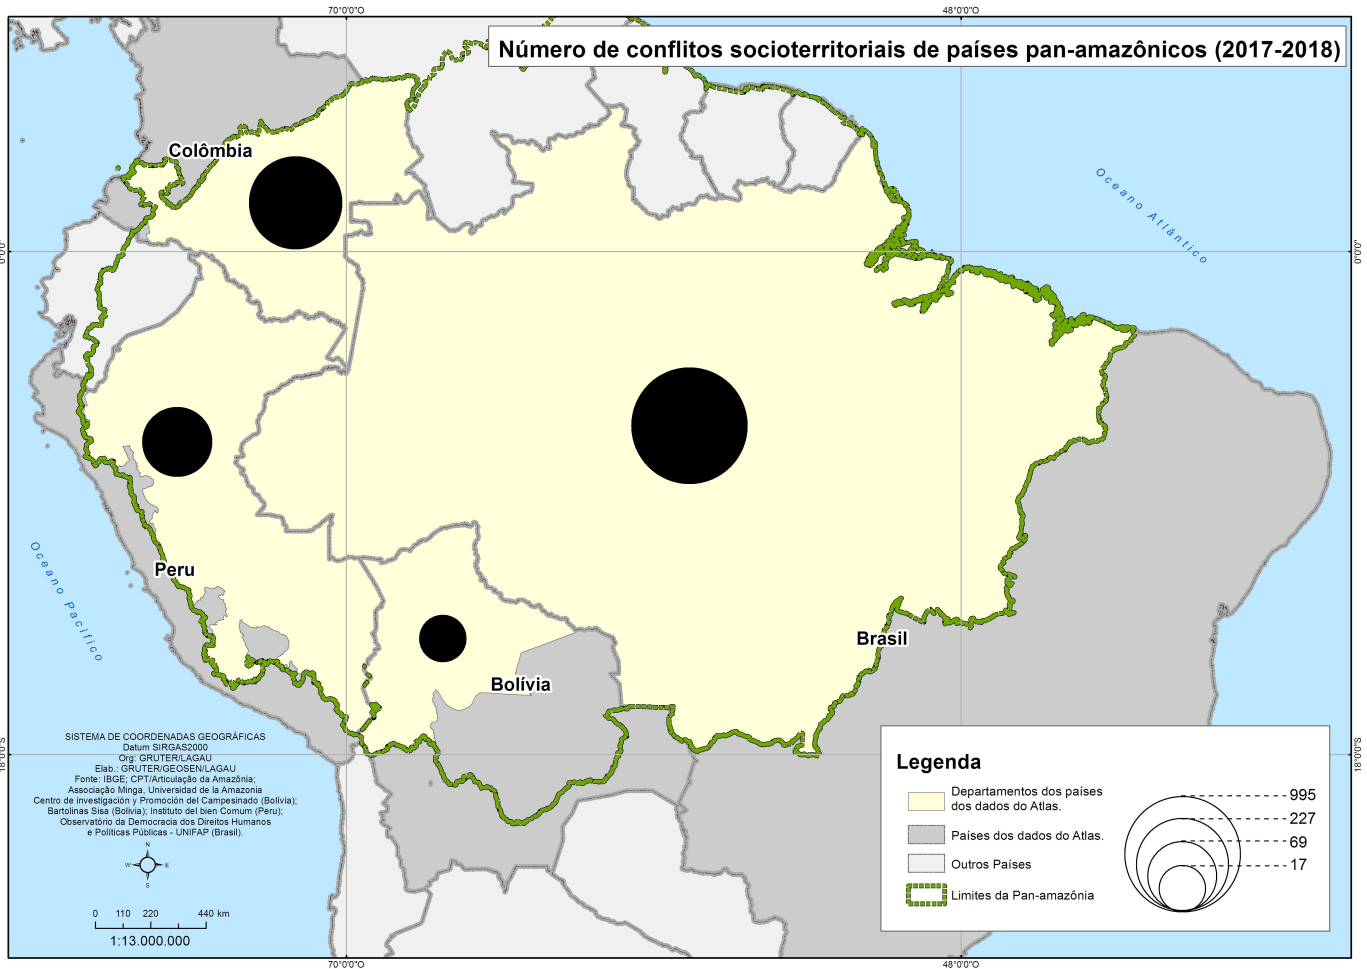 70°0'0"O
48°0'0"O
Número de conflitos socioterritoriais de países pan-amazônicos (2017-2018)
Colômbia
Oceano Atlântico
0°0'0"
0°0'0"
Peru
Oceano Pacífico
Brasil
Bolívia
SISTEMA DE COORDENADAS GEOGRÁFICAS
Datum SIRGAS2000
Org: GRUTER/LAGAU
Elab.: GRUTER/GEOSEN/LAGAU
Fonte: IBGE; CPT/Articulação da Amazônia;
Associação Minga, Universidad de la Amazonia
Centro de investigación y Promoción del Campesinado (Bolívia);
Bartolinas Sisa (Bolivia); Instituto del bien Comum (Peru);
Observatório da Democracia dos Direitos Humanos
e Políticas Públicas - UNIFAP (Brasil).
N
W
E
S
0 110 220 440 km
1:13.000.000
18°0'0"S
18°0'0"S
Legenda
Departamentos dos países
dos dados do Atlas.
Países dos dados do Atlas.
Outros Países
Limites da Pan-amazônia
995
227
69
17
70°0'0"O
48°0'0"O